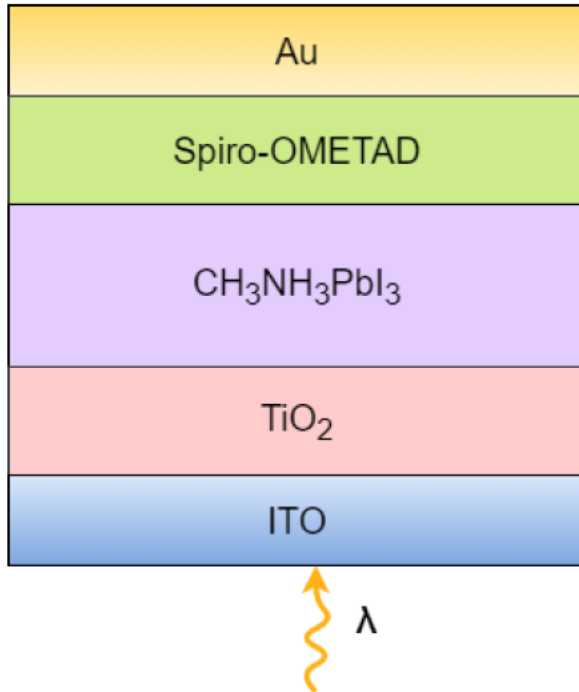 Au
Spiro-OMETAD
CH₃NH₃PbI₃
TiO₂
ITO
λ